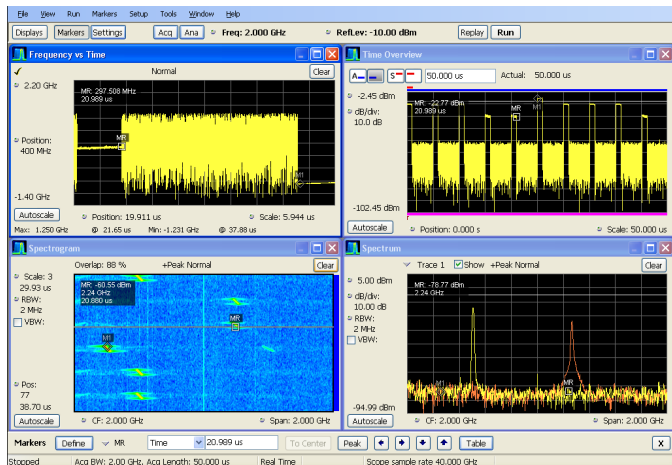 File View Run Markers Setup Tools Window Help
Displays Markers Settings Acq Ana Freq: 2.000 GHz RefLev: -10.00 dBm Replay Run
Frequency vs Time
Normal Clear
2.20 GHz
MR: 297.508 MHz
20.989 us
MR
Position:
400 MHz
M1
-1.40 GHz
Autoscale Position: 19.911 us Scale: 5.944 us
Max: 1.250 GHz @ 21.65 us Min: -1.231 GHz @ 37.88 us
Time Overview
A S 50.000 us Actual: 50.000 us
-2.45 dBm
MR: -22.77 dBm
20.989 us
dB/div:
10.0 dB
MR
M1
-102.45 dBm
Autoscale Position: 0.000 s Scale: 50.000 us
Spectrogram
Overlap: 88 % +Peak Normal Clear
Scale: 3
29.93 us
MR: -60.55 dBm
2.24 GHz
20.880 us
RBW:
2 MHz
VBW:
MR
M1
Pos:
77
38.70 us
Autoscale CF: 2.000 GHz Span: 2.000 GHz
Spectrum
Trace 1 Show +Peak Normal Clear
5.00 dBm
MR: -78.77 dBm
2.24 GHz
dB/div:
10.00 dB
RBW:
2 MHz
VBW:
M1
MR
-94.99 dBm
Autoscale CF: 2.000 GHz Span: 2.000 GHz
Markers Define MR Time 20.989 us To Center Peak Table X
Stopped Acq BW: 2.00 GHz, Acq Length: 50.000 us Real Time Scope sample rate 40.000 GHz